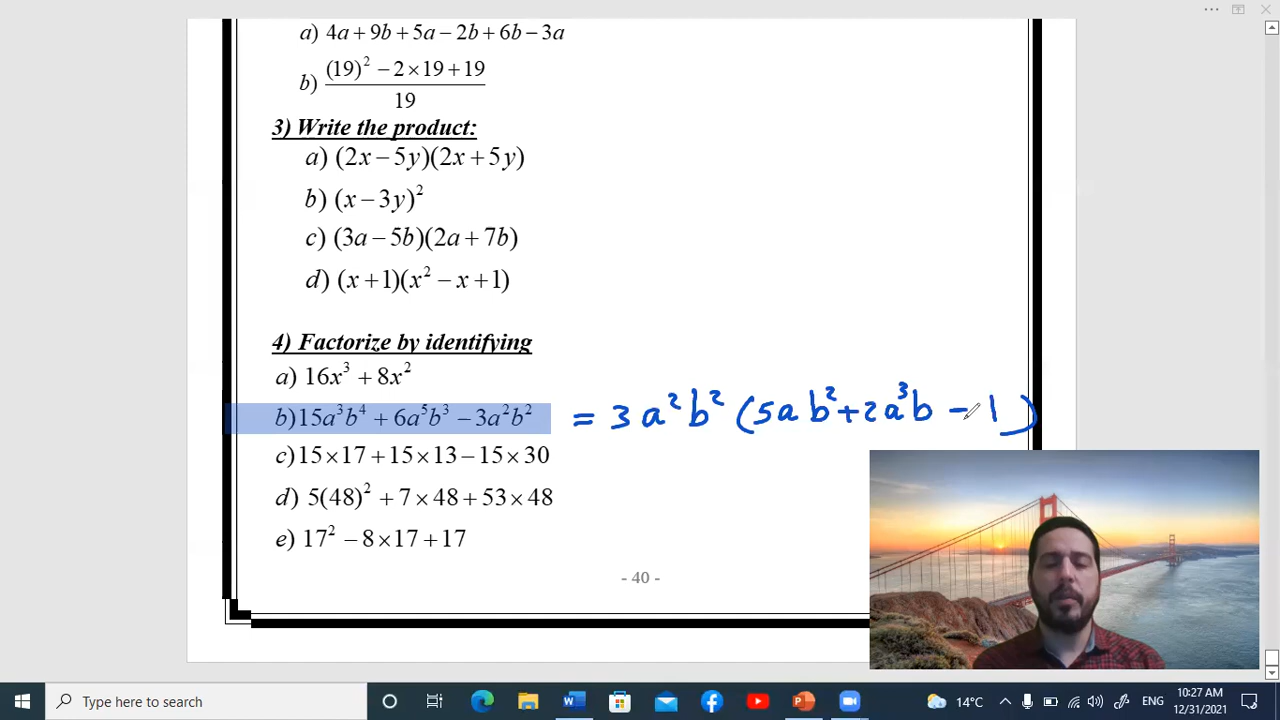 a) 4a + 9b + 5a − 2b + 6b − 3a
b) (19)² − 2 × 19 + 19
19
3) Write the product:
a) (2x − 5y)(2x + 5y)
b) (x − 3y)²
c) (3a − 5b)(2a + 7b)
d) (x + 1)(x² − x + 1)
4) Factorize by identifying
a) 16x³ + 8x²
b)15a³b⁴ + 6a⁵b³ − 3a²b² = 3a²b² (5ab² + 2a³b − 1)
c)15 × 17 + 15 × 13 − 15 × 30
d) 5(48)² + 7 × 48 + 53 × 48
e) 17² − 8 × 17 + 17
- 40 -
Type here to search
14°C
ENG
10:27 AM
12/31/2021